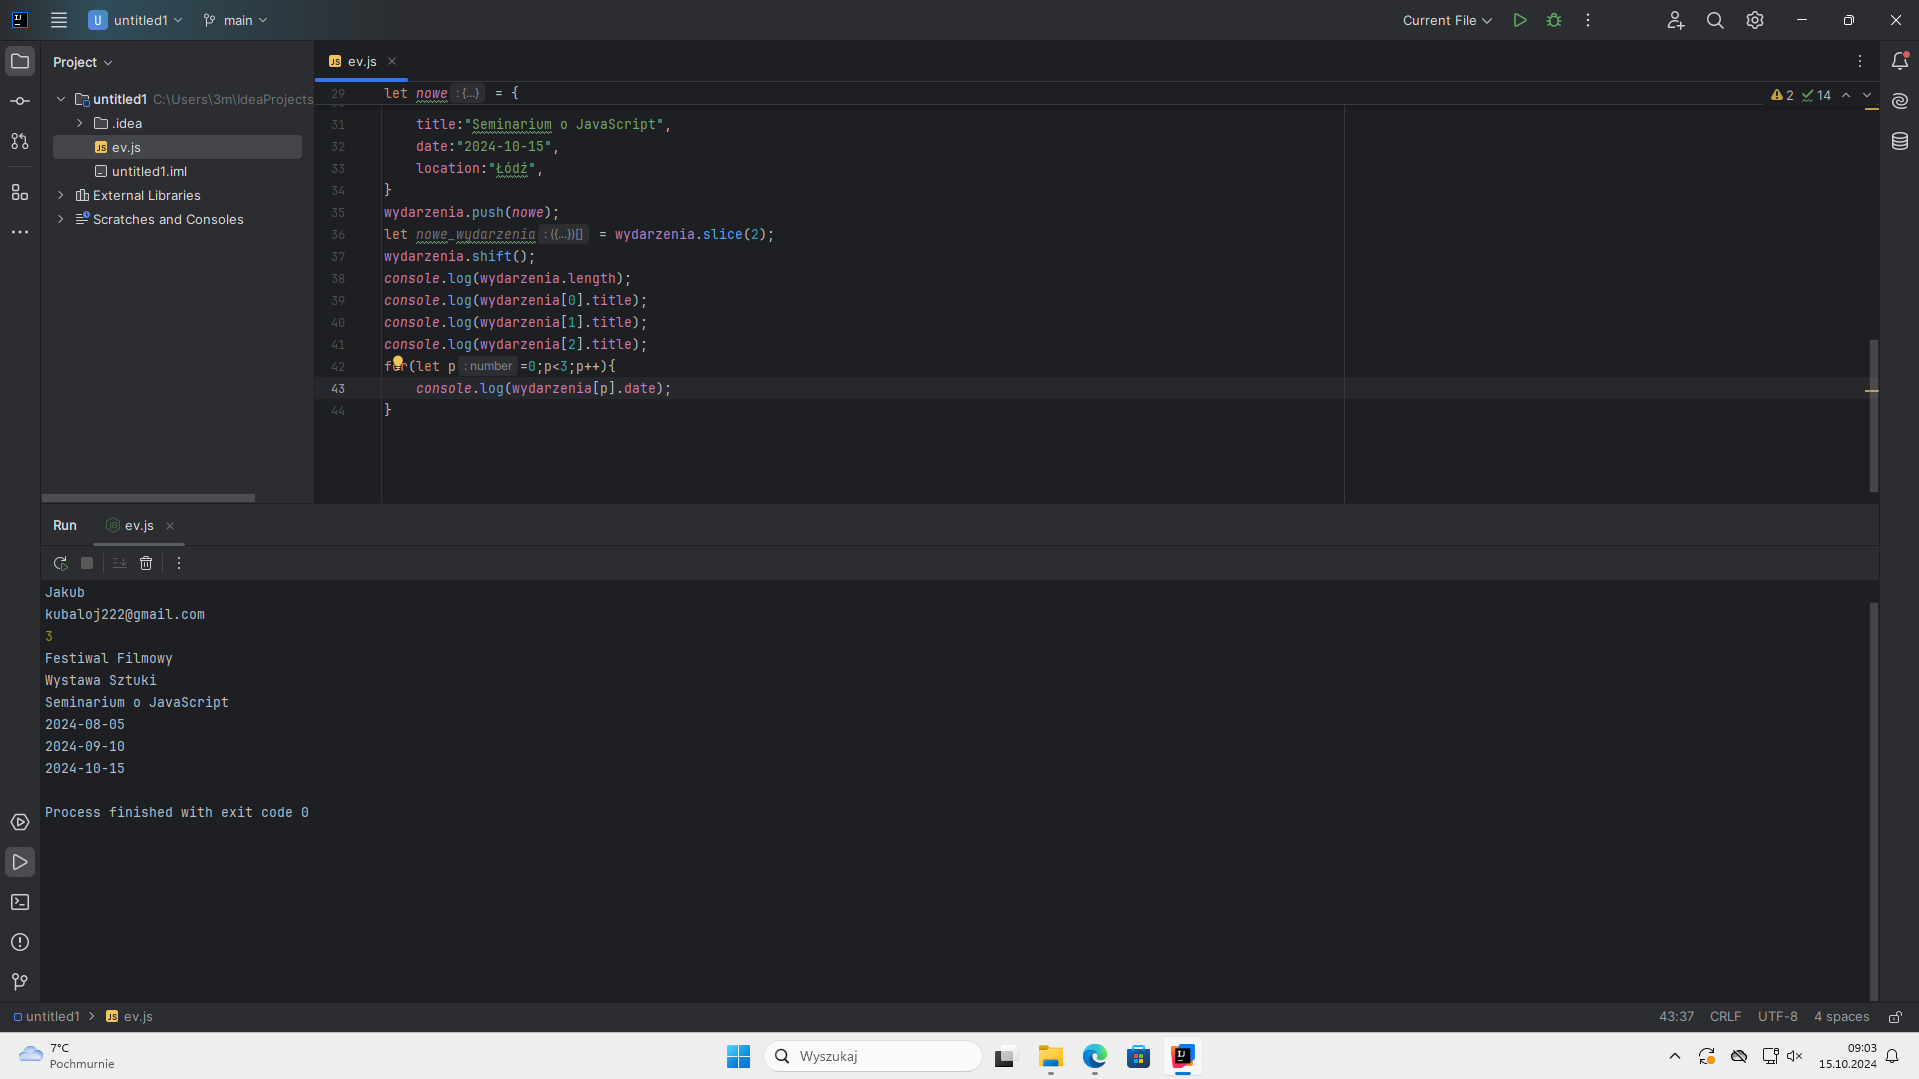 U untitled1 main Current File
Project
JS ev.js
untitled1 C:\Users\3m\IdeaProjects
.idea
JS ev.js
untitled1.iml
External Libraries
Scratches and Consoles
29 let nowe : {...} = {
2 14
31 title:"Seminarium o JavaScript",
32 date:"2024-10-15",
33 location:"Łódź",
34 }
35 wydarzenia.push(nowe);
36 let nowe_wydarzenia : ({...})[] = wydarzenia.slice(2);
37 wydarzenia.shift();
38 console.log(wydarzenia.length);
39 console.log(wydarzenia[0].title);
40 console.log(wydarzenia[1].title);
41 console.log(wydarzenia[2].title);
42 for(let p : number =0;p<3;p++){
43 console.log(wydarzenia[p].date);
44 }
Run ev.js
Jakub
kubaloj222@gmail.com
3
Festiwal Filmowy
Wystawa Sztuki
Seminarium o JavaScript
2024-08-05
2024-09-10
2024-10-15
Process finished with exit code 0
untitled1 > JS ev.js 43:37 CRLF UTF-8 4 spaces
7°C
Pochmurnie
Wyszukaj
09:03
15.10.2024